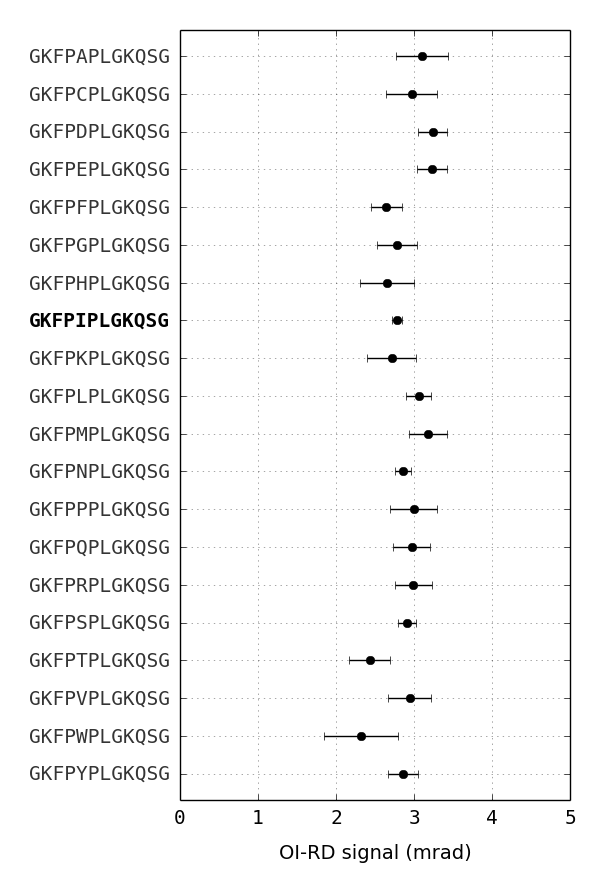 GKFPAPLGKQSG
GKFPCPLGKQSG
GKFPDPLGKQSG
GKFPEPLGKQSG
GKFPFPLGKQSG
GKFPGPLGKQSG
GKFPHPLGKQSG
GKFPIPLGKQSG
GKFPKPLGKQSG
GKFPLPLGKQSG
GKFPMPLGKQSG
GKFPNPLGKQSG
GKFPPPLGKQSG
GKFPQPLGKQSG
GKFPRPLGKQSG
GKFPSPLGKQSG
GKFPTPLGKQSG
GKFPVPLGKQSG
GKFPWPLGKQSG
GKFPYPLGKQSG
0 1 2 3 4 5
OI-RD signal (mrad)